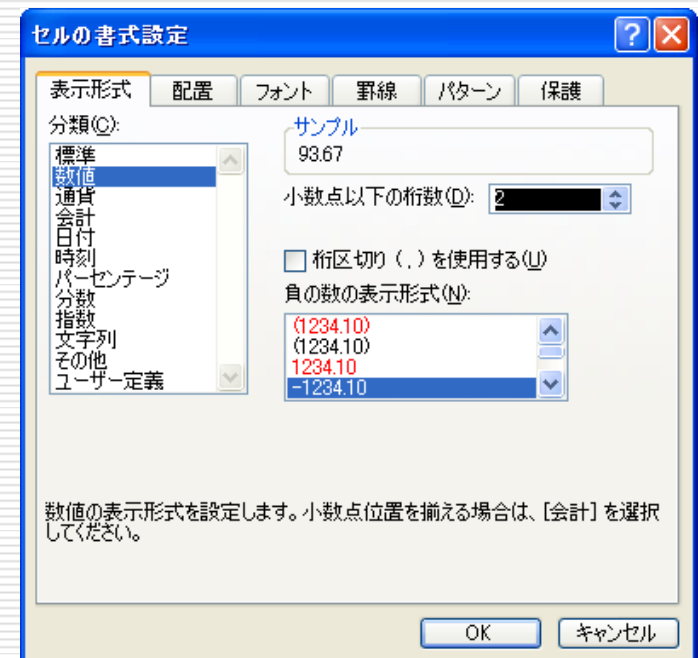 セルの書式設定
表示形式 配置 フォント 罫線 パターン 保護
分類(C):
標準
数値
通貨
会計
日付
時刻
パーセンテージ
分数
指数
文字列
その他
ユーザー定義
サンプル
93.67
小数点以下の桁数(D): 2
桁区切り (,) を使用する(U)
負の数の表示形式(N):
(1234.10)
(1234.10)
1234.10
-1234.10
数値の表示形式を設定します。小数点位置を揃える場合は、[会計] を選択
してください。
OK キャンセル